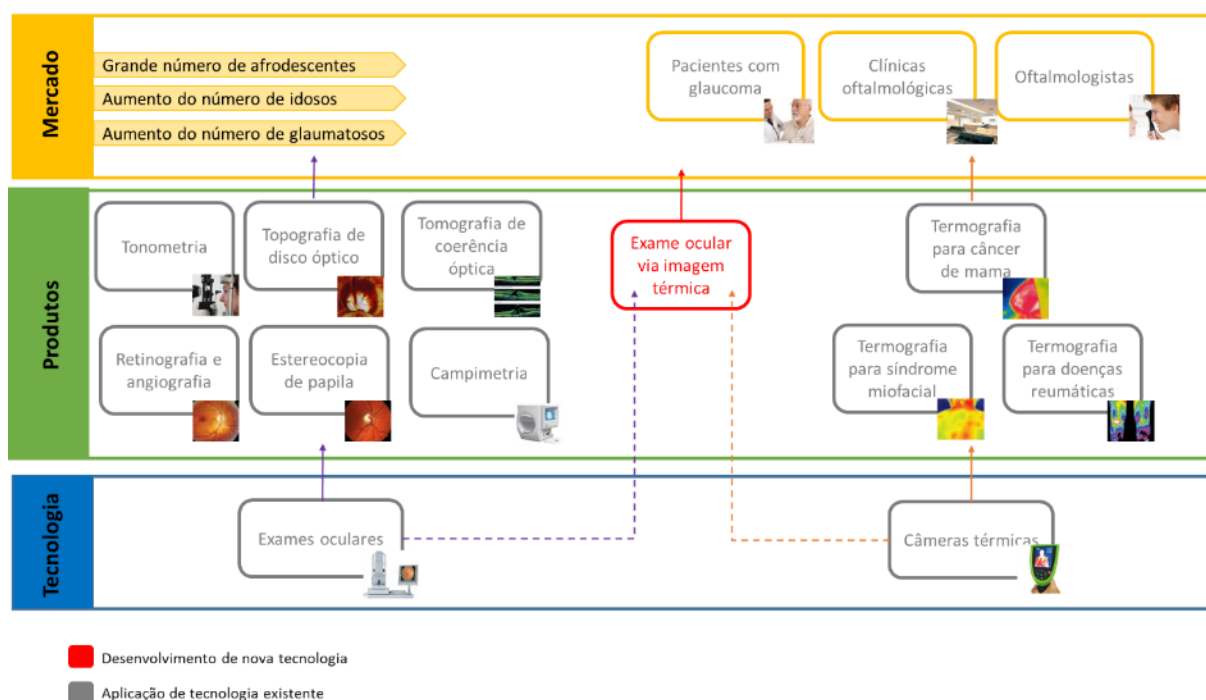 Mercado
Grande número de afrodescentes
Aumento do número de idosos
Aumento do número de glaumatosos
Pacientes com
glaucoma
Clínicas
oftalmológicas
Oftalmologistas
Produtos
Tonometria
Topografia de
disco óptico
Tomografia de
coerência
óptica
Exame ocular
via imagem
térmica
Termografia
para câncer
de mama
Retinografia e
angiografia
Estereocopia
de papila
Campimetria
Termografia
para síndrome
miofacial
Termografia
para doenças
reumáticas
Tecnologia
Exames oculares
Câmeras térmicas
Desenvolvimento de nova tecnologia
Aplicação de tecnologia existente